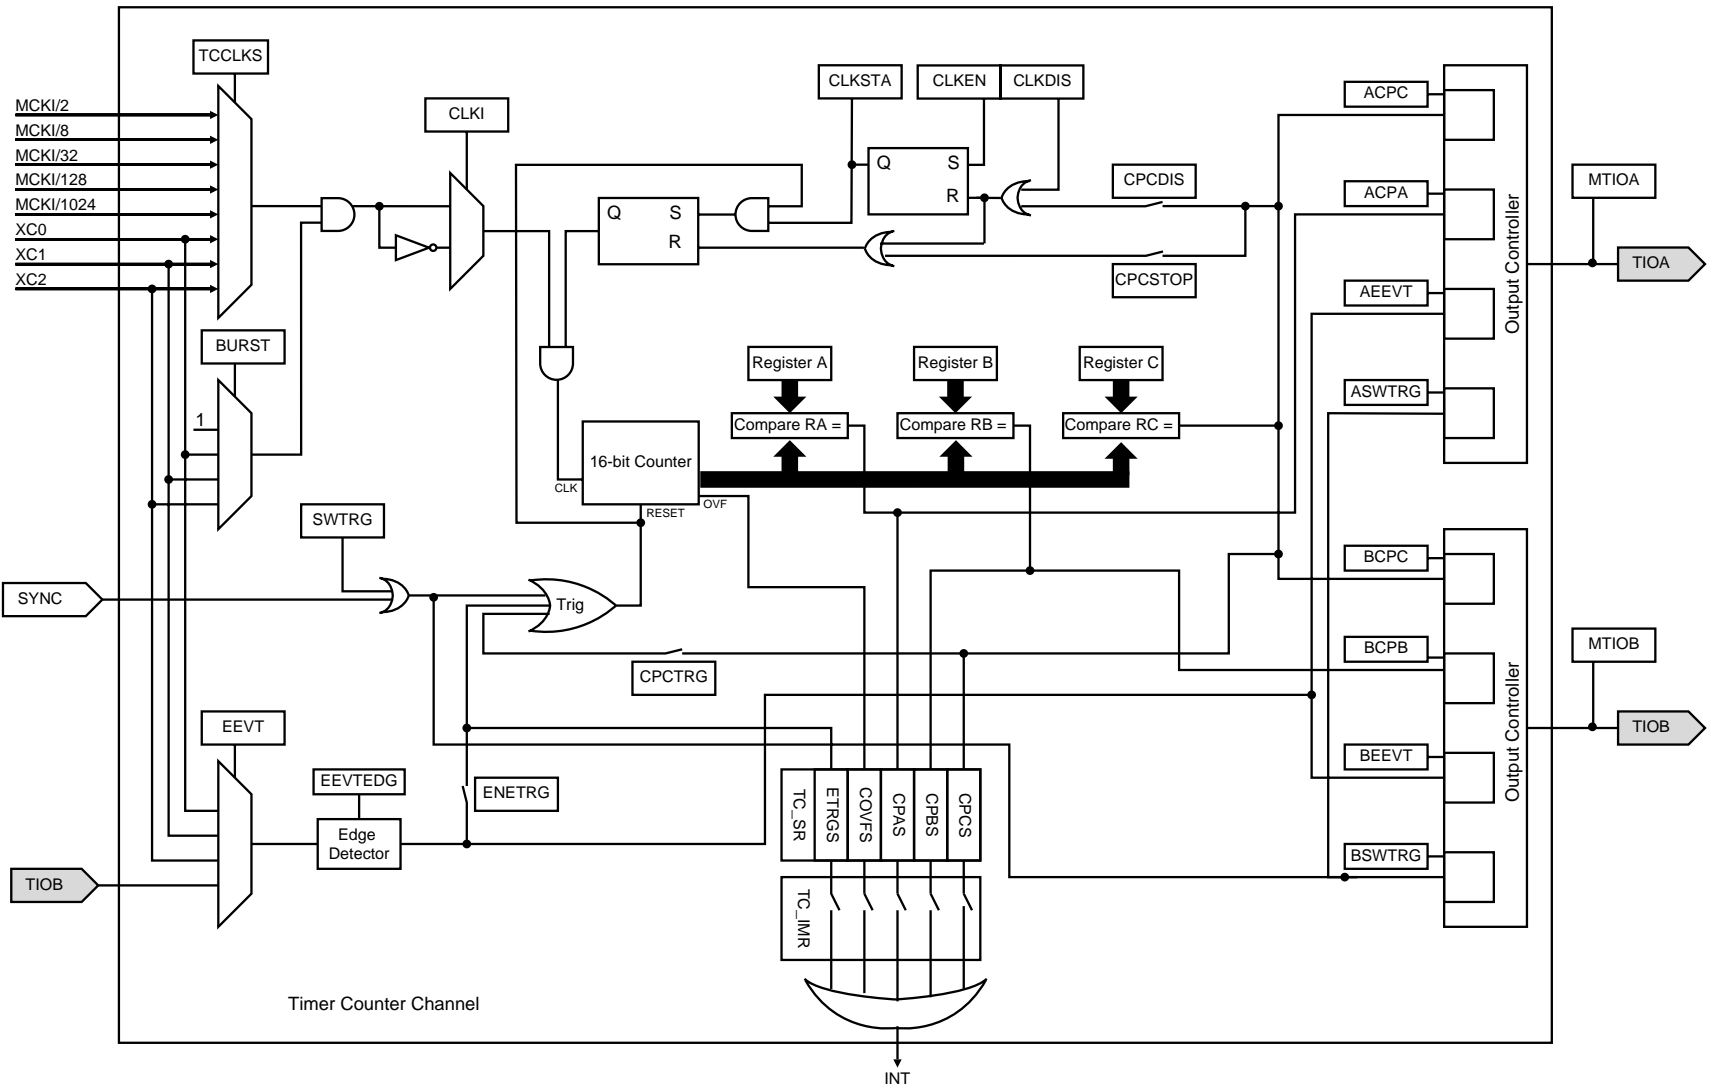 TCCLKS
MCKI/2
MCKI/8
MCKI/32
MCKI/128
MCKI/1024
XC0
XC1
XC2
CLKI
CLKSTA
CLKEN
CLKDIS
Q
S
R
Q
S
R
CPCDIS
CPCSTOP
ACPC
ACPA
AEEVT
ASWTRG
Output Controller
MTIOA
TIOA
BURST
1
Register A
Register B
Register C
Compare RA =
Compare RB =
Compare RC =
16-bit Counter
CLK
RESET
OVF
SWTRG
SYNC
Trig
CPCTRG
BCPC
BCPB
BEEVT
BSWTRG
Output Controller
MTIOB
TIOB
EEVT
EEVTEDG
Edge
Detector
ENETRG
TIOB
TC_SR
ETRGS
COVFS
CPAS
CPBS
CPCS
TC_IMR
Timer Counter Channel
INT